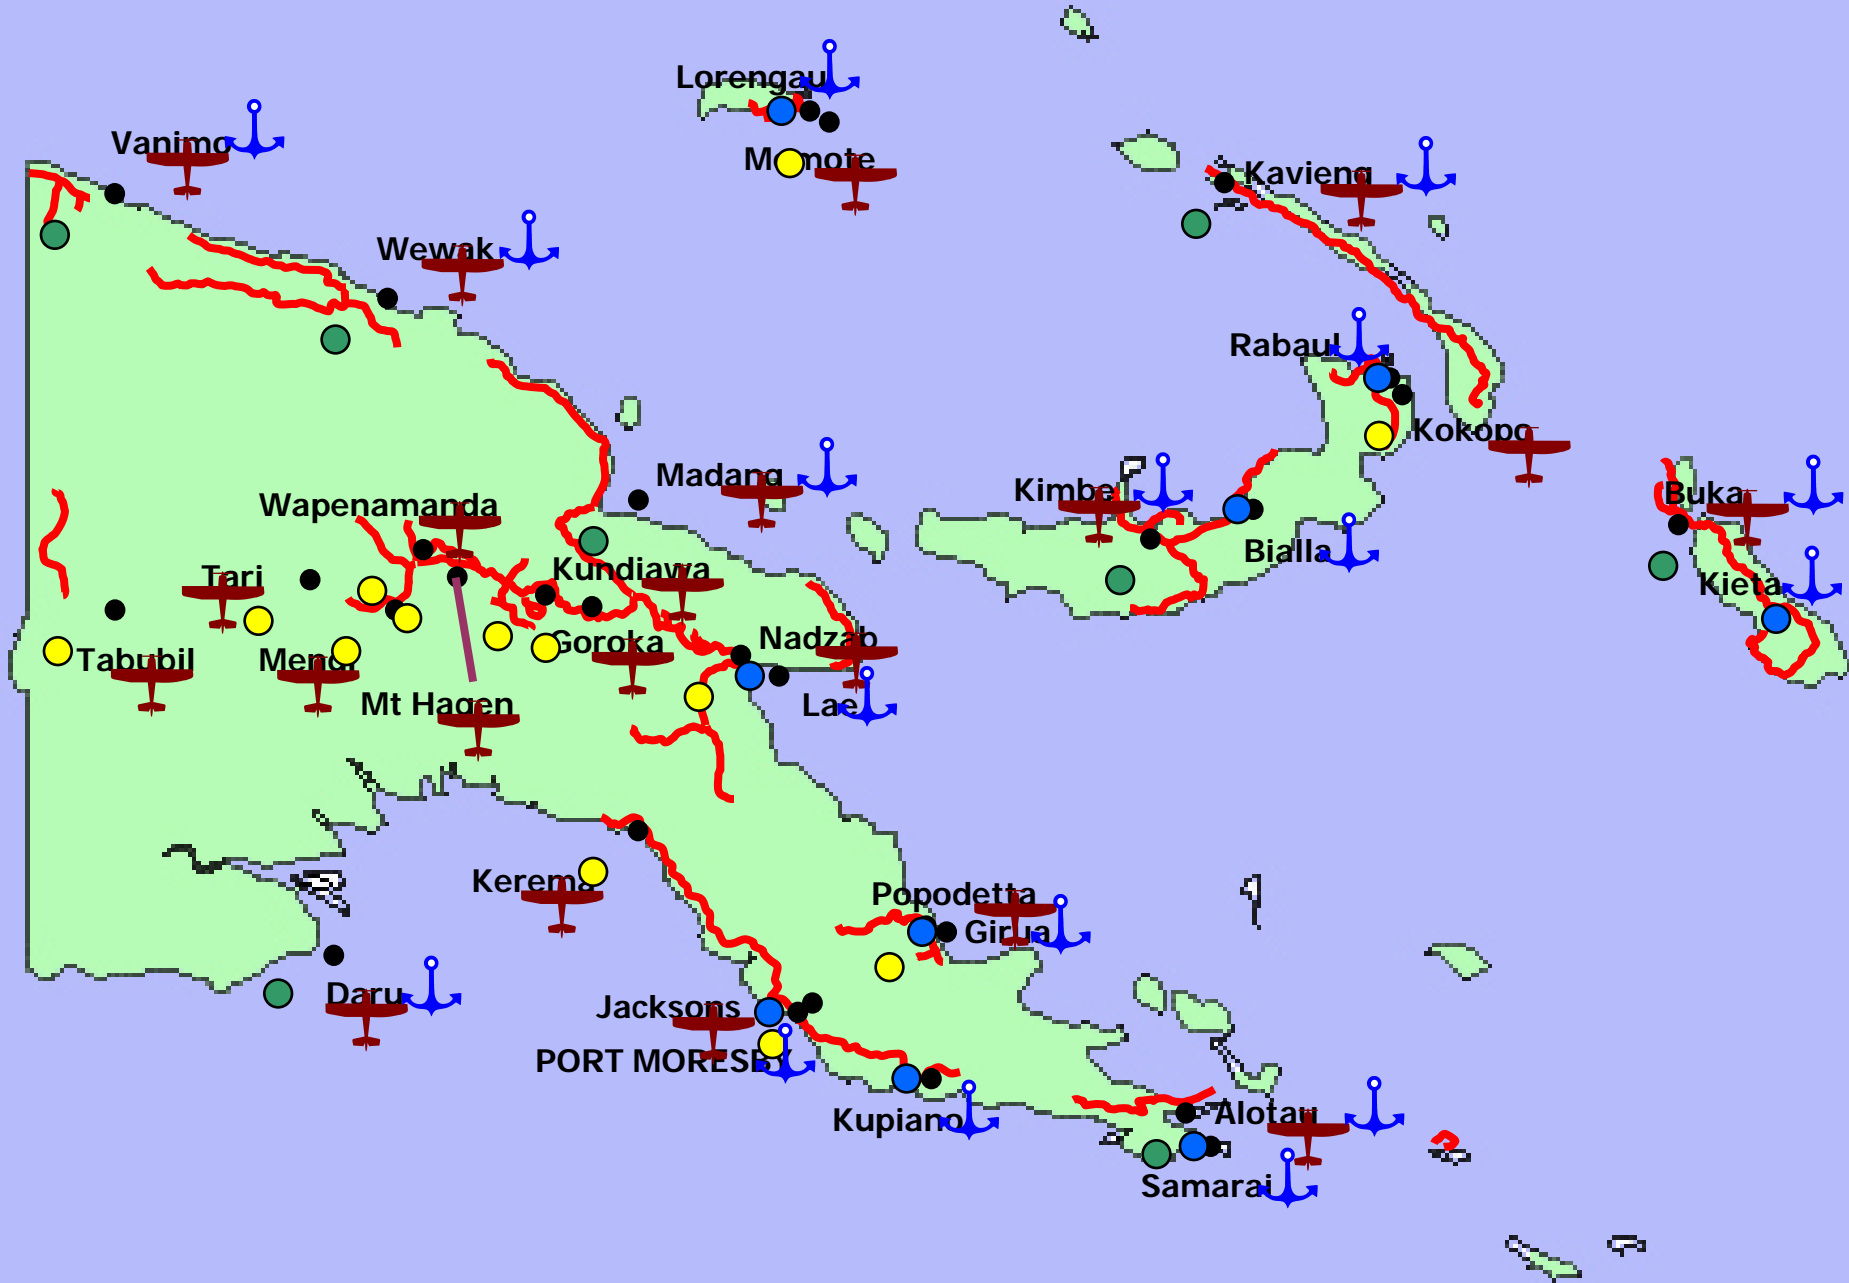 Lorengau
Vanimo
Momote
Kavieng
Wewak
Rabaul
Kokopo
Madang
Kimbe
Buka
Wapenamanda
Bialla
Tari
Kundiawa
Kieta
Tabubil
Mendi
Goroka
Nadzab
Mt Hagen
Lae
Kerema
Popodetta
Girua
Daru
Jacksons
PORT MORESBY
Kupiano
Alotau
Samarai